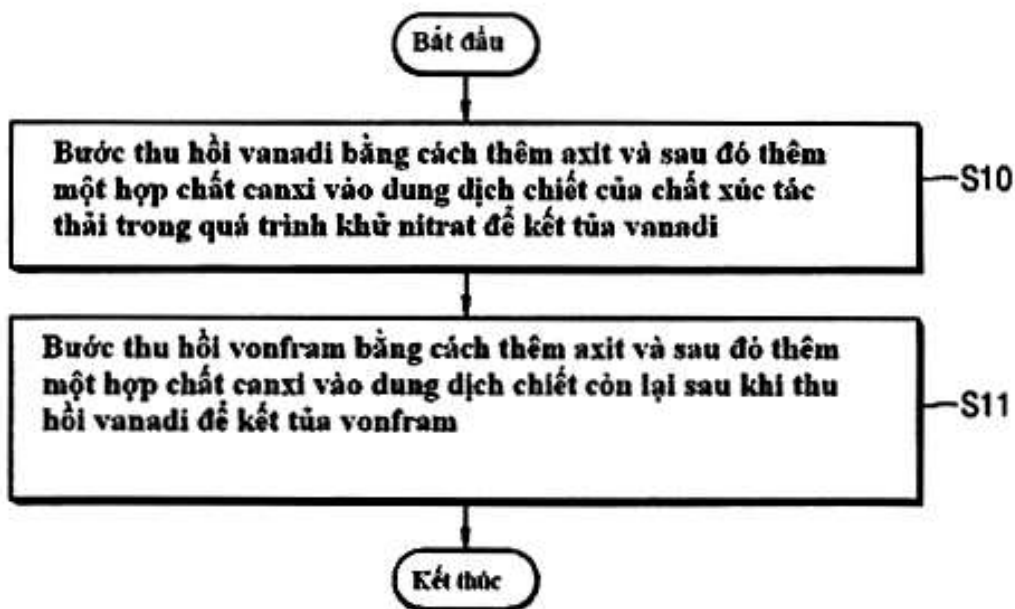 Bắt đầu
Bước thu hồi vanadi bằng cách thêm axit và sau đó thêm
một hợp chất canxi vào dung dịch chiết của chất xúc tác
thải trong quá trình khử nitrat để kết tủa vanadi
S10
Bước thu hồi vonfram bằng cách thêm axit và sau đó thêm
một hợp chất canxi vào dung dịch chiết còn lại sau khi thu
hồi vanadi để kết tủa vonfram
S11
Kết thúc